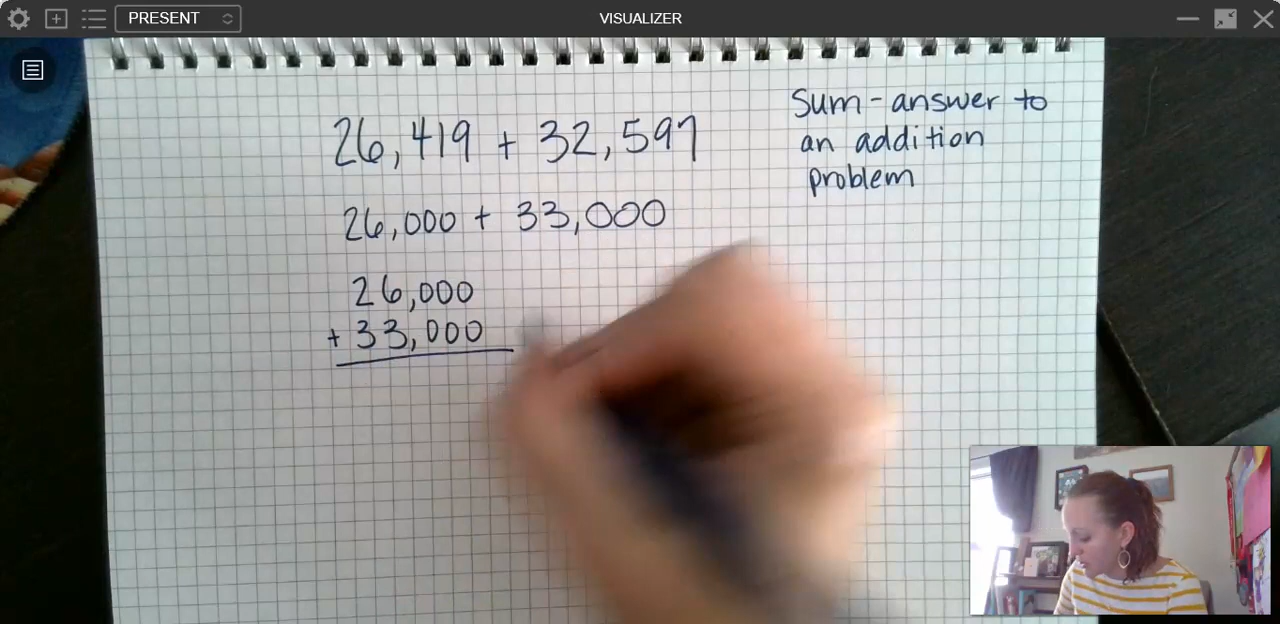 PRESENT
VISUALIZER
26,419 + 32,597
Sum - answer to
an addition
problem
26,000 + 33,000
26,000
+ 33,000